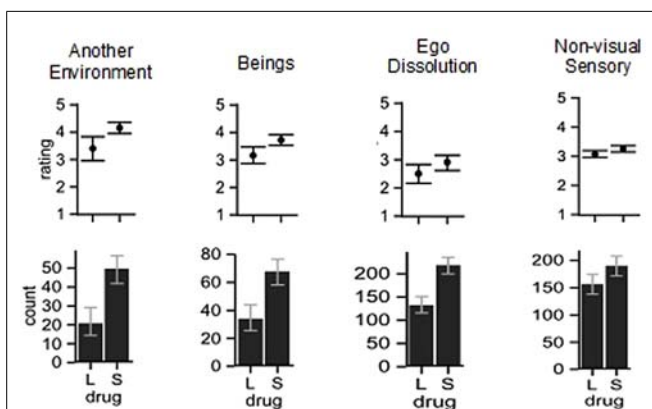 Another
Environment
Beings
Ego
Dissolution
Non-visual
Sensory
rating
5
4
3
2
1
5
4
3
2
1
5
4
3
2
1
5
4
3
2
1
count
50
40
30
20
10
0
80
60
40
20
0
200
150
100
50
0
200
150
100
50
0
L S
drug
L S
drug
L S
drug
L S
drug